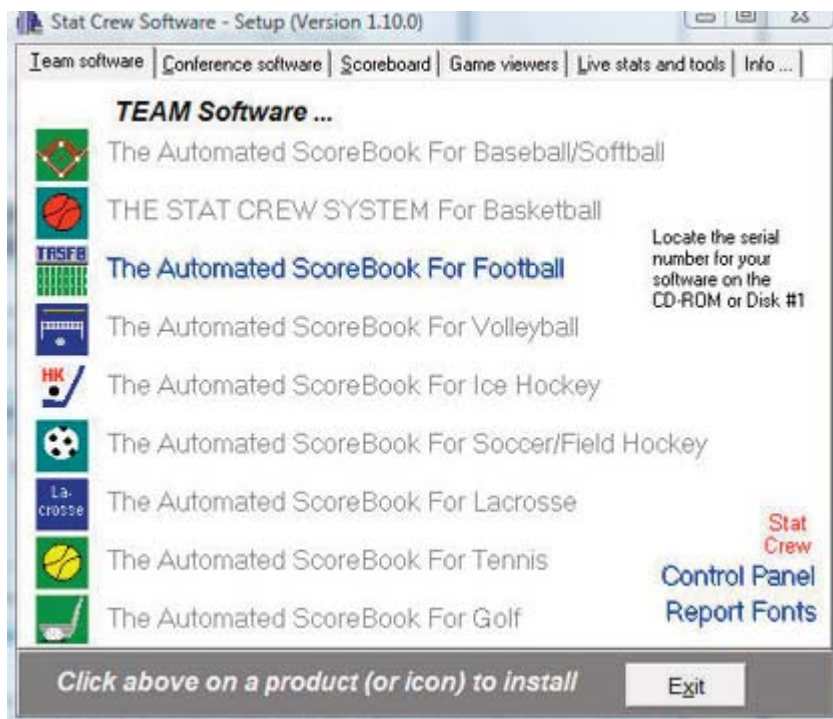 Stat Crew Software - Setup (Version 1.10.0)
Team software
Conference software
Scoreboard
Game viewers
Live stats and tools
Info ...
TEAM Software ...
The Automated ScoreBook For Baseball/Softball
THE STAT CREW SYSTEM For Basketball
TASFB
The Automated ScoreBook For Football
Locate the serial
number for your
software on the
CD-ROM or Disk #1
The Automated ScoreBook For Volleyball
HK
The Automated ScoreBook For Ice Hockey
The Automated ScoreBook For Soccer/Field Hockey
La-
crosse
The Automated ScoreBook For Lacrosse
The Automated ScoreBook For Tennis
The Automated ScoreBook For Golf
Stat
Crew
Control Panel
Report Fonts
Click above on a product (or icon) to install
Exit